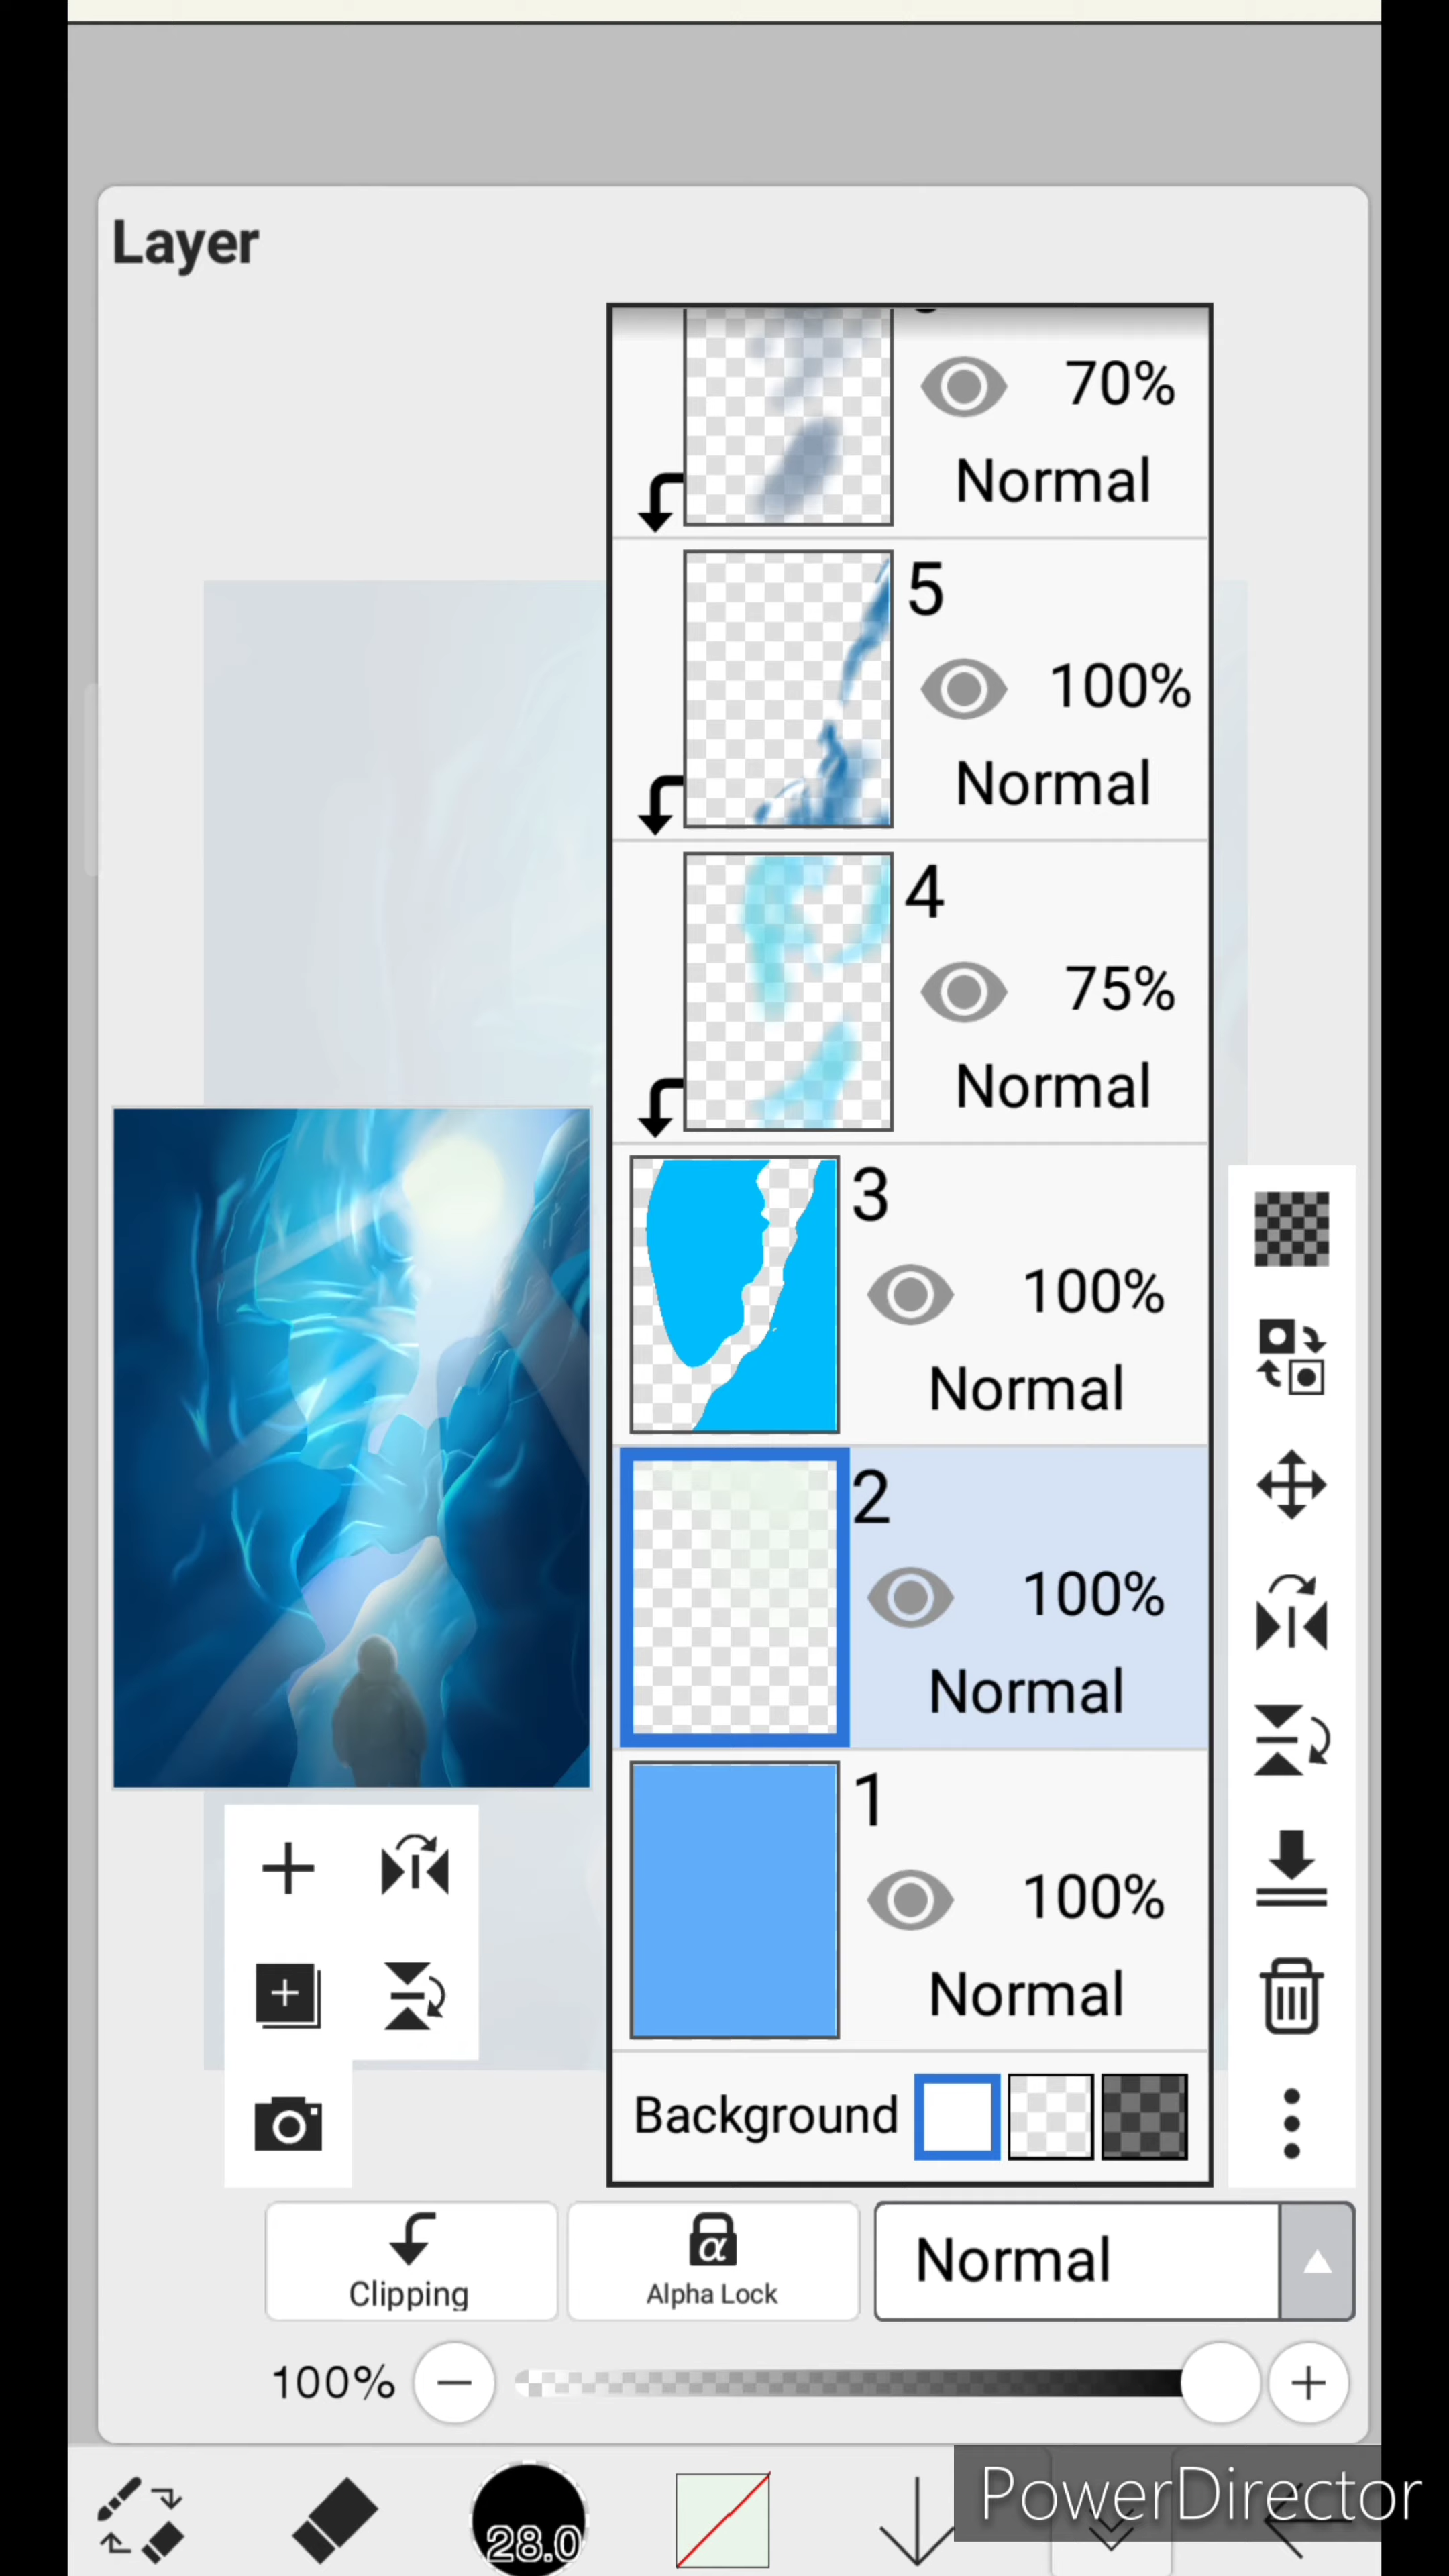 Layer
70%
Normal
5
100%
Normal
4
75%
Normal
3
100%
Normal
2
100%
Normal
1
100%
Normal
Background
Clipping
α
Alpha Lock
Normal
100%
28.0
PowerDirector